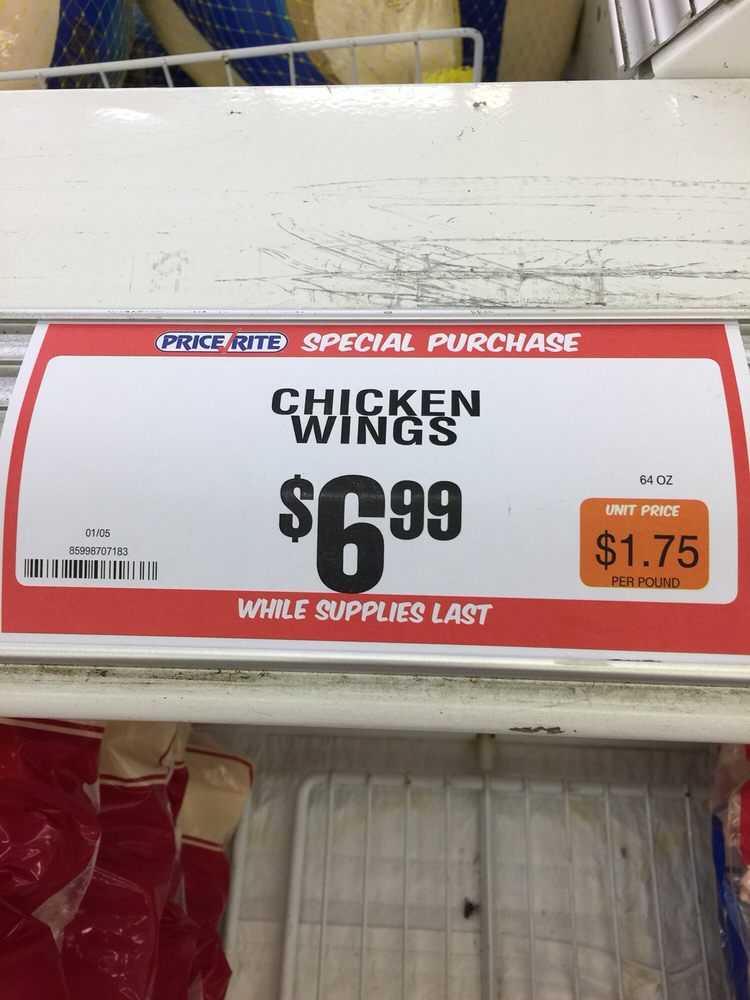 PRICE RITE SPECIAL PURCHASE
CHICKEN
WINGS
$6.99
64 OZ
UNIT PRICE
$1.75
PER POUND
01/05
85998707183
WHILE SUPPLIES LAST